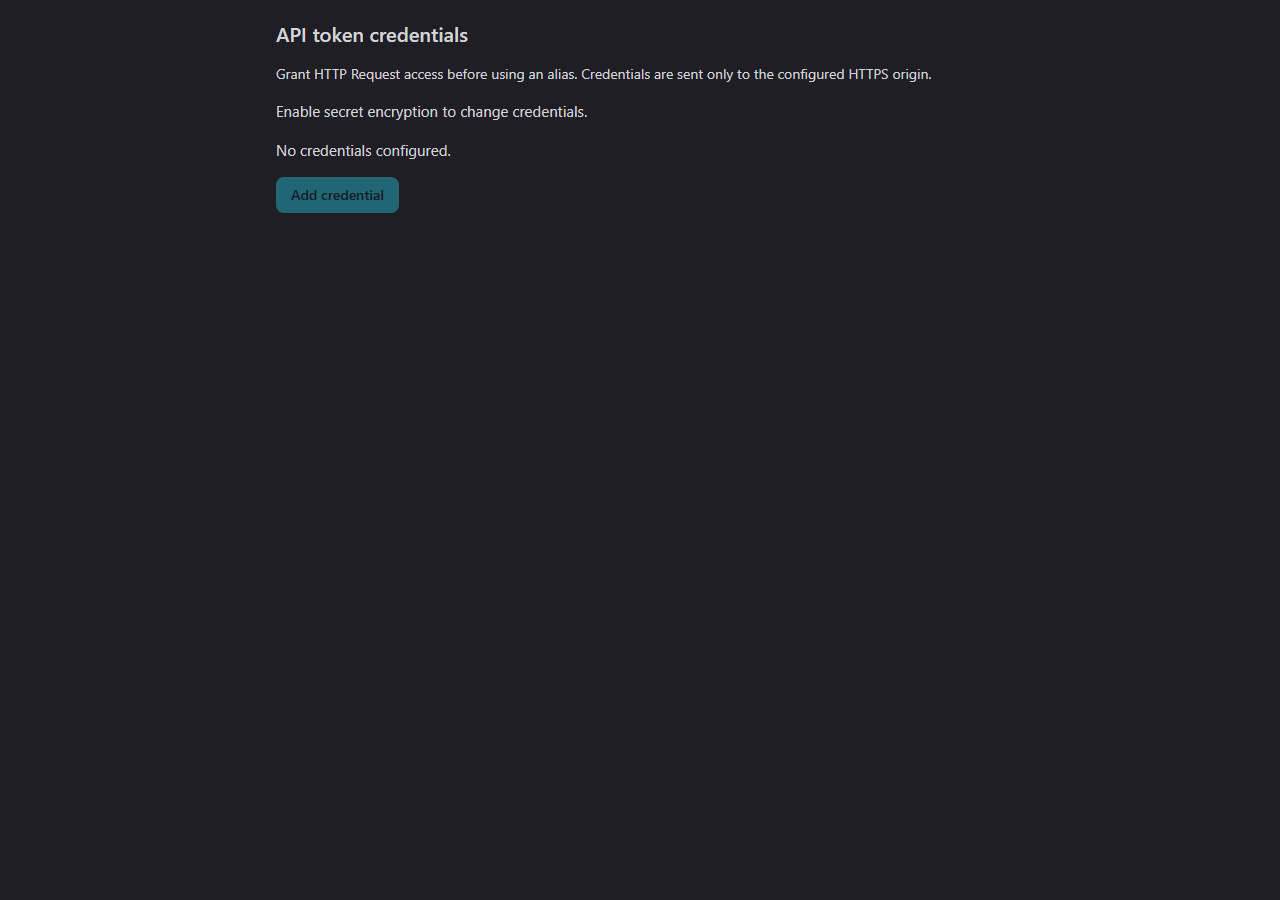 API token credentials
Grant HTTP Request access before using an alias. Credentials are sent only to the configured HTTPS origin.
Enable secret encryption to change credentials.
No credentials configured.
Add credential